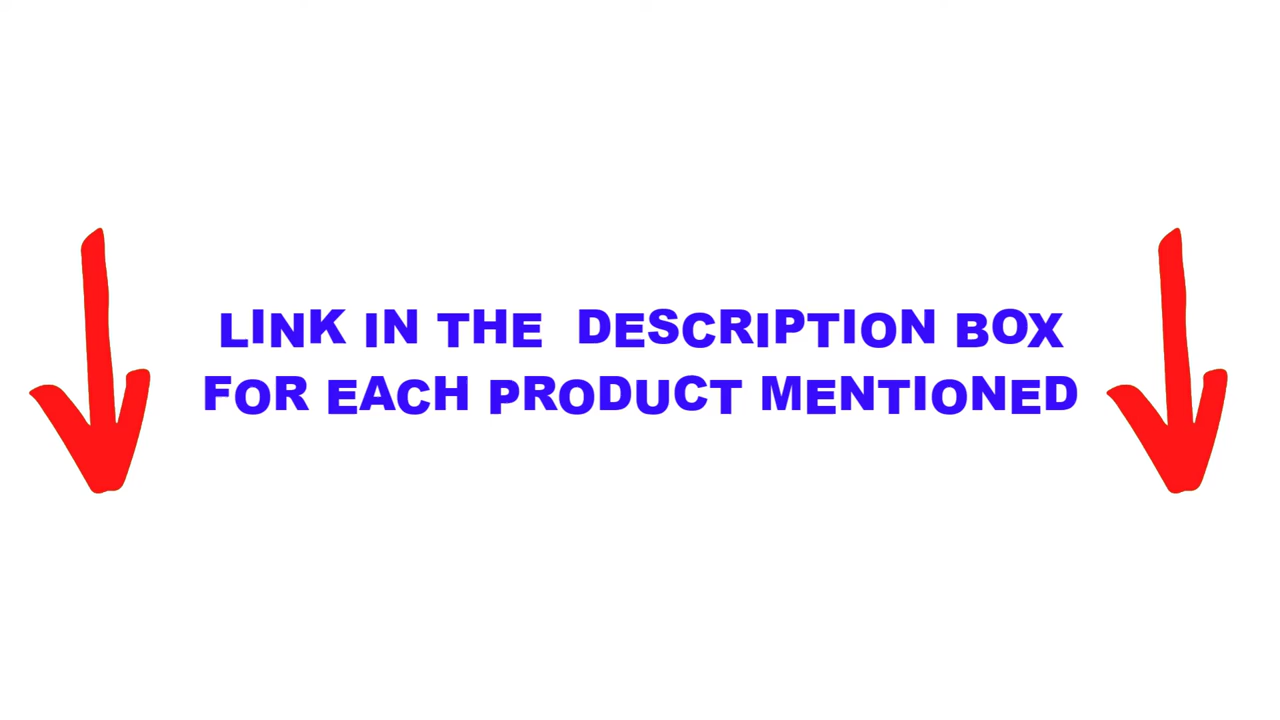 LINK IN THE DESCRIPTION BOX
FOR EACH PRODUCT MENTIONED